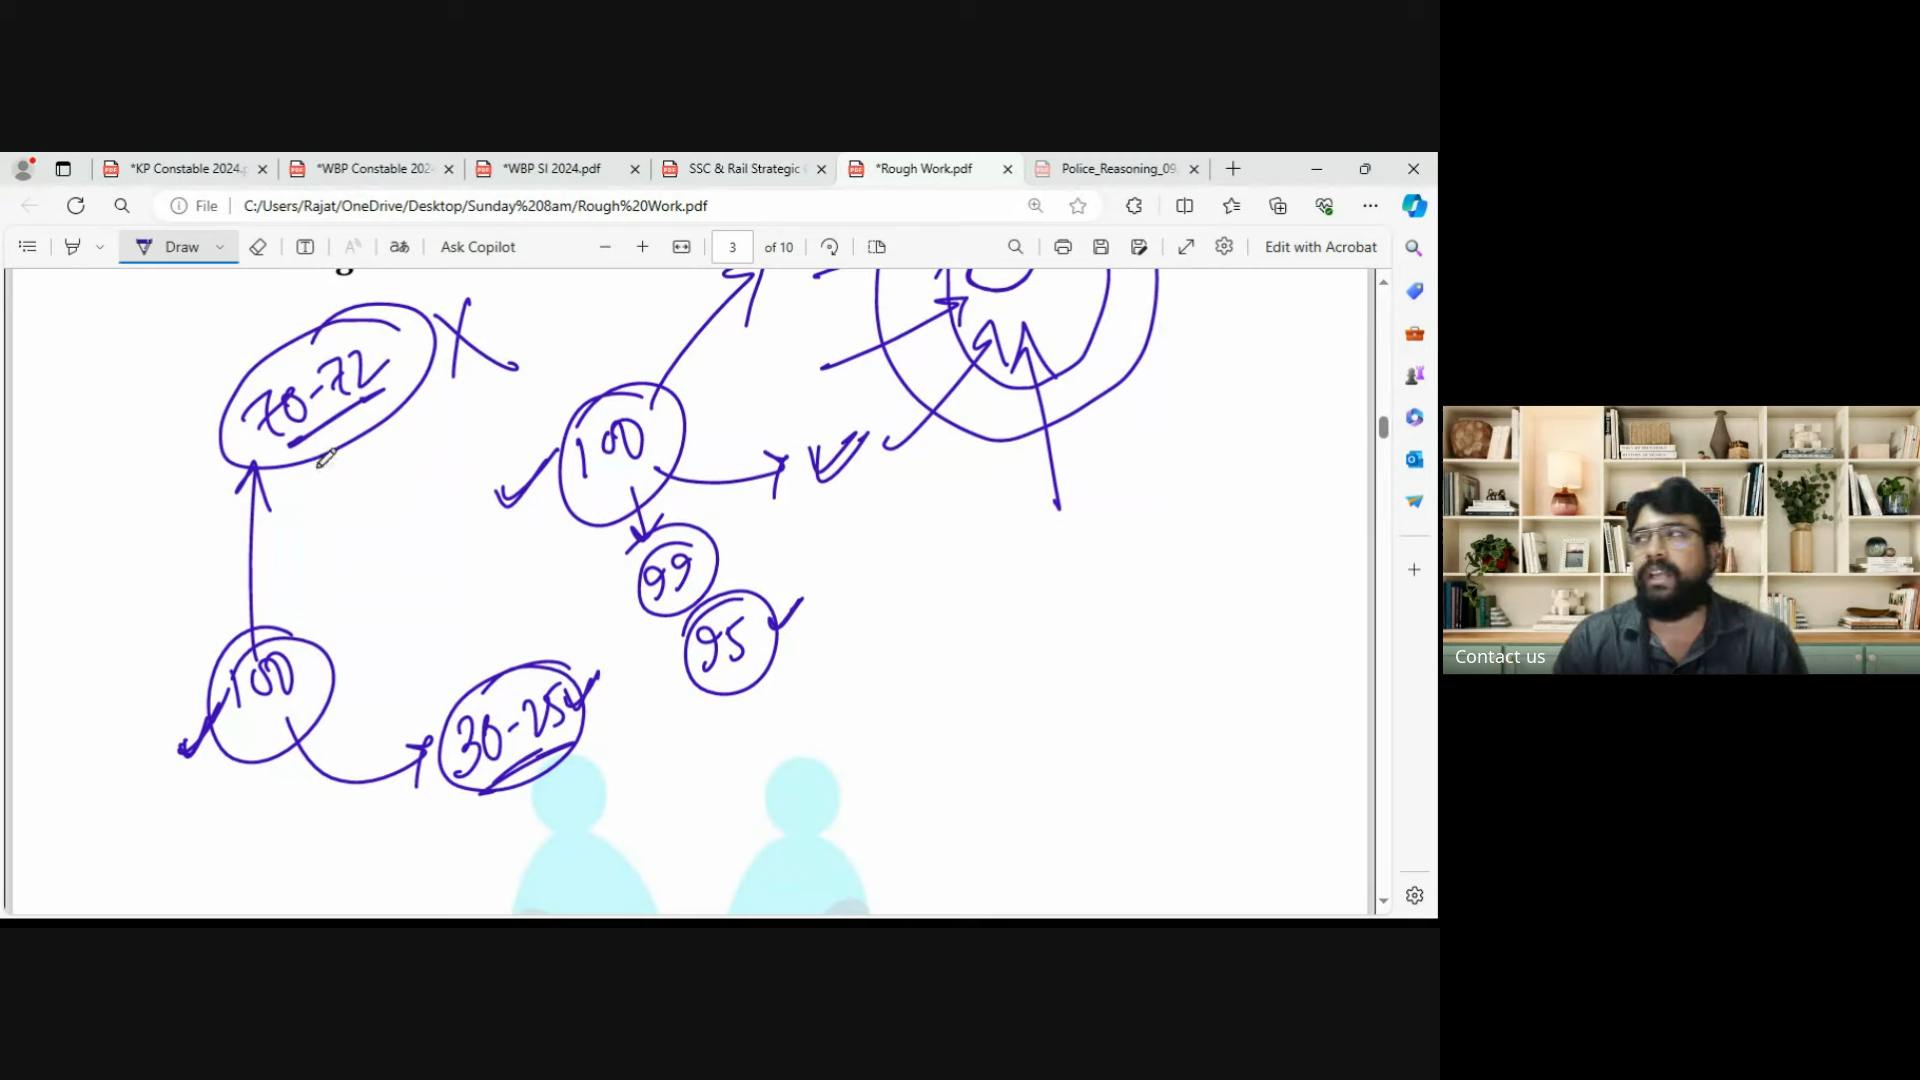 *KP Constable 2024.p
*WBP Constable 202
*WBP SI 2024.pdf
SSC & Rail Strategic
*Rough Work.pdf
Police_Reasoning_09
File
C:/Users/Rajat/OneDrive/Desktop/Sunday%208am/Rough%20Work.pdf
Draw
aあ
Ask Copilot
3
of 10
Edit with Acrobat
70-72
X
100
99
95
100
30-25
Contact us